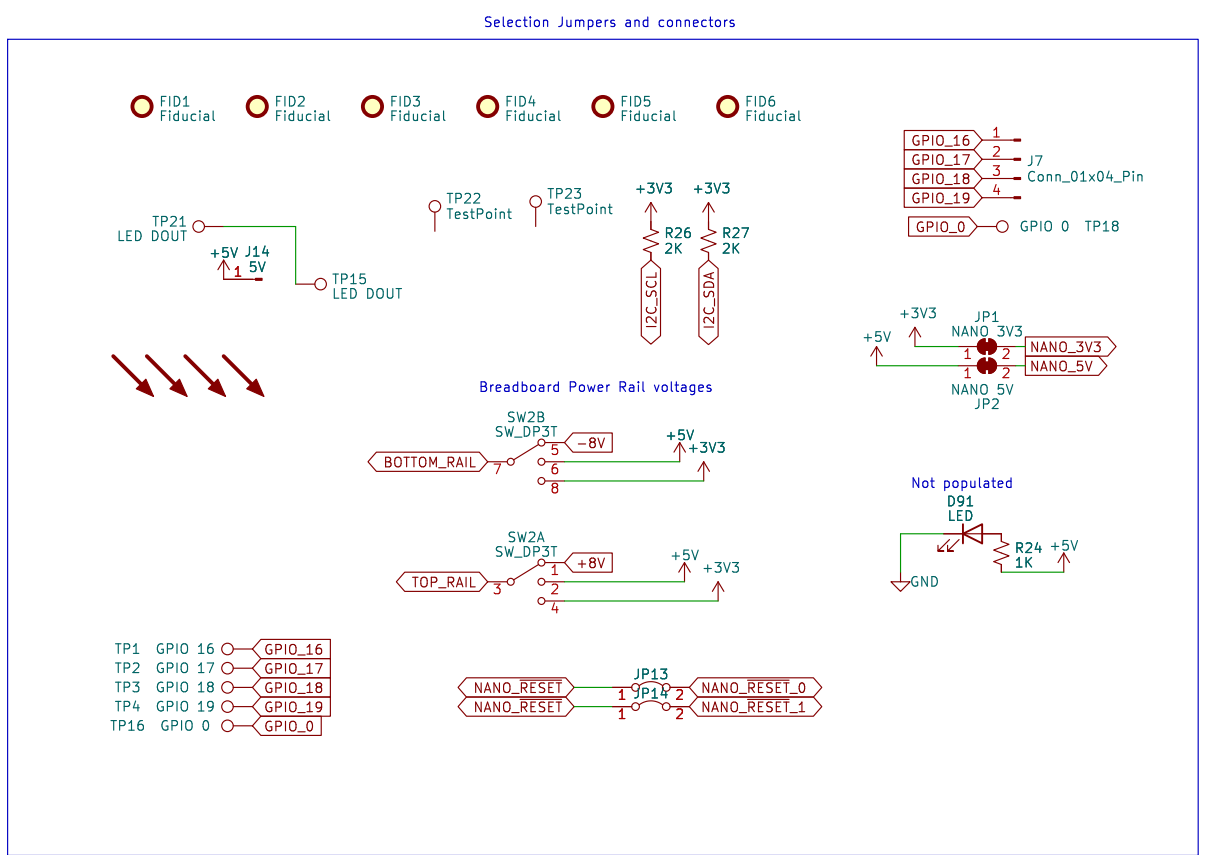 Selection Jumpers and connectors
FID1
Fiducial
FID2
Fiducial
FID3
Fiducial
FID4
Fiducial
FID5
Fiducial
FID6
Fiducial
GPIO_16 1
GPIO_17 2
GPIO_18 3
GPIO_19 4
J7
Conn_01x04_Pin
GPIO_0 GPIO 0 TP18
TP21
LED DOUT
+5V
J14
5V
1
TP15
LED DOUT
TP22
TestPoint
TP23
TestPoint
+3V3
R26
2K
I2C_SCL
+3V3
R27
2K
I2C_SDA
+3V3
+5V
JP1
NANO 3V3
1 2 NANO_3V3
1 2 NANO_5V
NANO 5V
JP2
Breadboard Power Rail voltages
SW2B
SW_DP3T
BOTTOM_RAIL 7
5 -8V
6 +5V
8 +3V3
SW2A
SW_DP3T
TOP_RAIL 3
1 +8V
2 +5V
4 +3V3
Not populated
D91
LED
R24
1K
+5V
GND
TP1 GPIO 16 GPIO_16
TP2 GPIO 17 GPIO_17
TP3 GPIO 18 GPIO_18
TP4 GPIO 19 GPIO_19
TP16 GPIO 0 GPIO_0
JP13
NANO_RESET 1 2 NANO_RESET_0
JP14
NANO_RESET 1 2 NANO_RESET_1